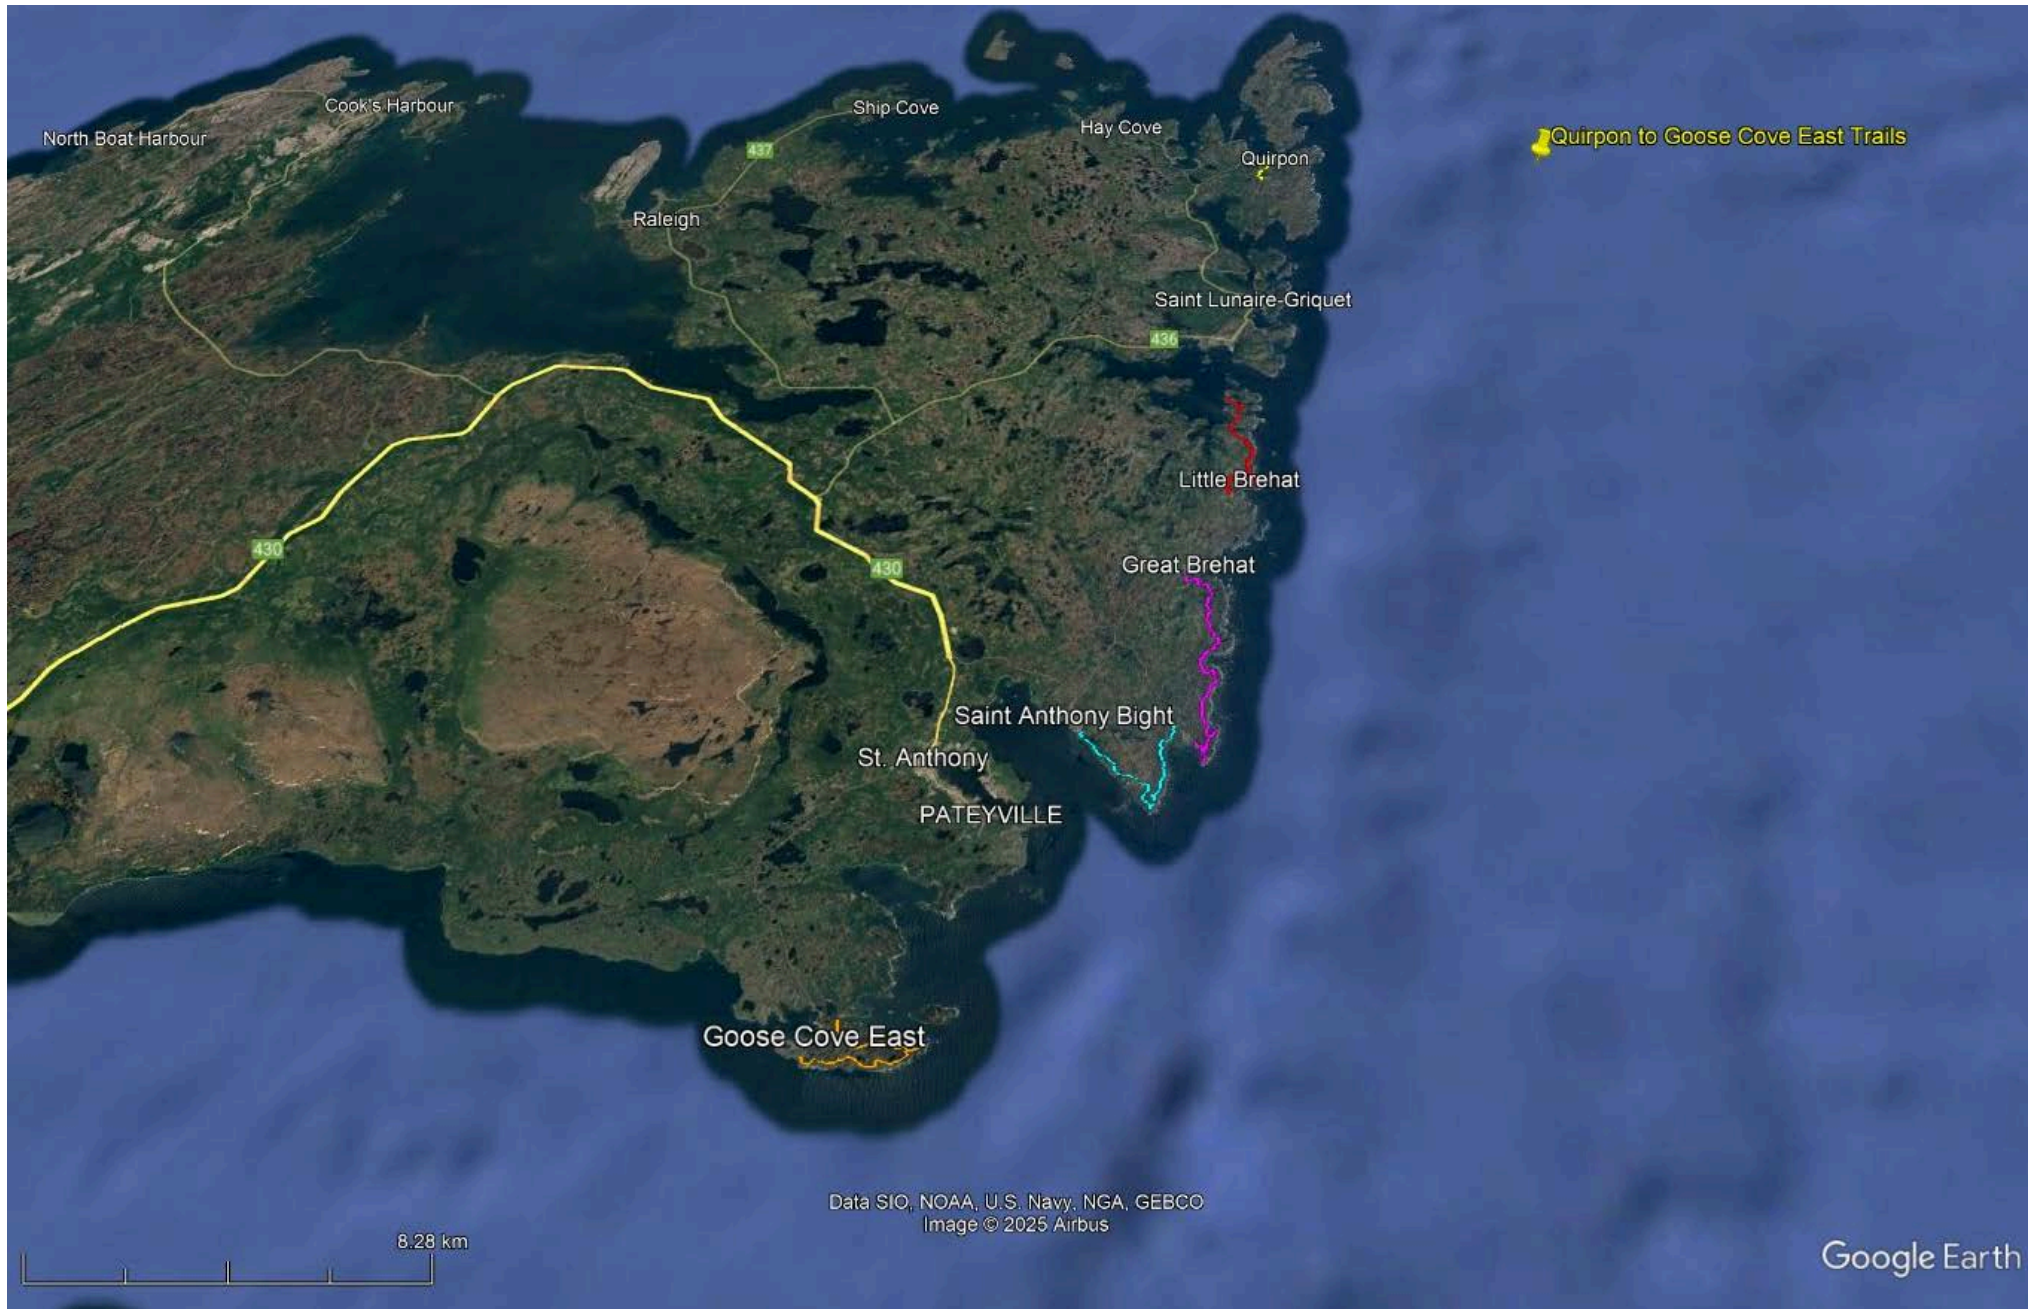 Cook's Harbour
Ship Cove
North Boat Harbour
Hay Cove
Quirpon to Goose Cove East Trails
437
Quirpon
Raleigh
Saint Lunaire-Griquet
436
Little Brehat
430
Great Brehat
430
Saint Anthony Bight
St. Anthony
PATEYVILLE
Goose Cove East
Data SIO, NOAA, U.S. Navy, NGA, GEBCO
Image © 2025 Airbus
8.28 km
Google Earth